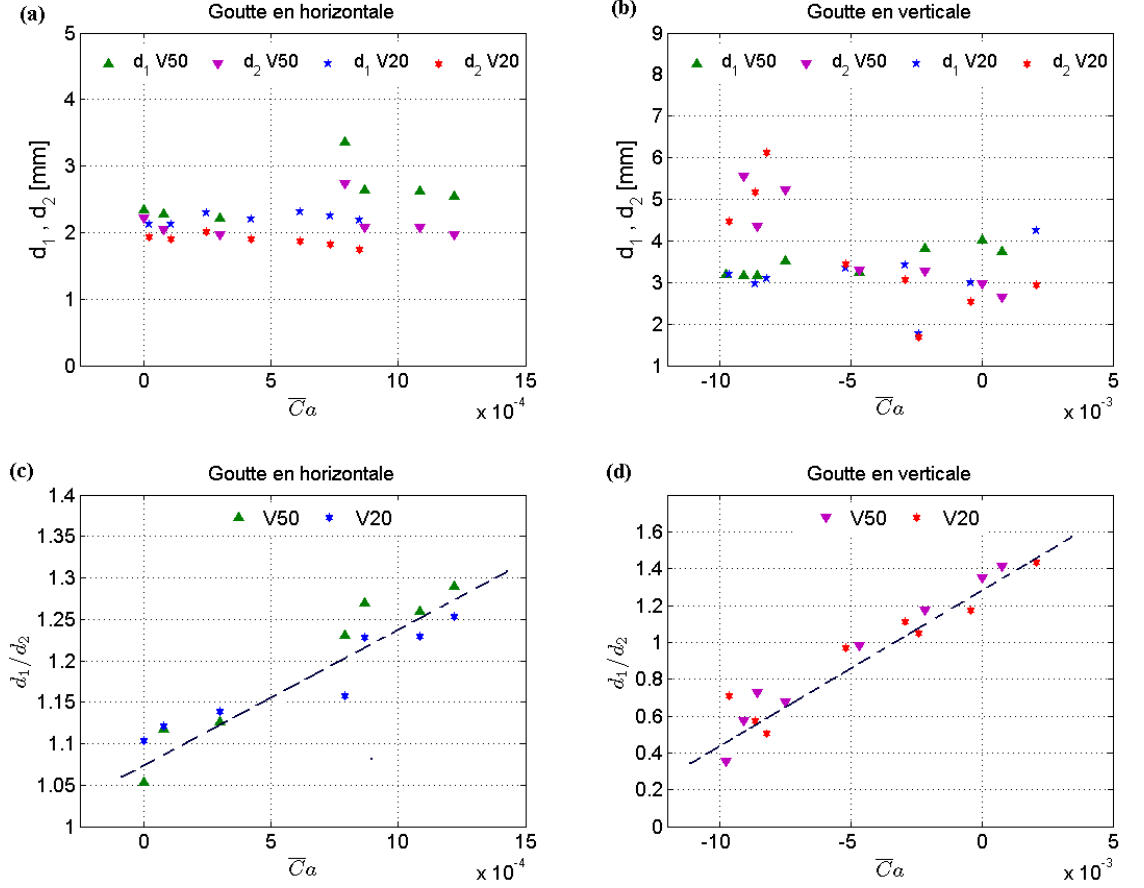 (a)
Goutte en horizontale
d1 V50 d2 V50 d1 V20 d2 V20
5
4
3
2
1
0
d1 , d2 [mm]
0 5 10 15
x 10-4
Ca
(b)
Goutte en verticale
d1 V50 d2 V50 d1 V20 d2 V20
9
8
7
6
5
4
3
2
1
d1 , d2 [mm]
-10 -5 0 5
x 10-3
Ca
(c)
Goutte en horizontale
V50 V20
1.4
1.35
1.3
1.25
1.2
1.15
1.1
1.05
1
d1/d2
0 5 10 15
x 10-4
Ca
(d)
Goutte en verticale
V50 V20
1.6
1.4
1.2
1
0.8
0.6
0.4
0.2
0
d1/d2
-10 -5 0 5
x 10-3
Ca